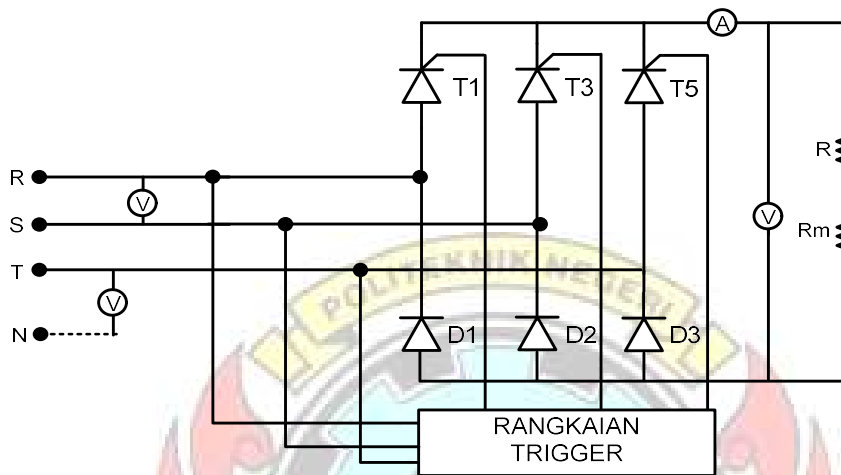 A
T1
T3
T5
R
V
R
S
V
Rm
T
POLITEKNIK NEGERI
V
N
D1
D2
D3
RANGKAIAN
TRIGGER